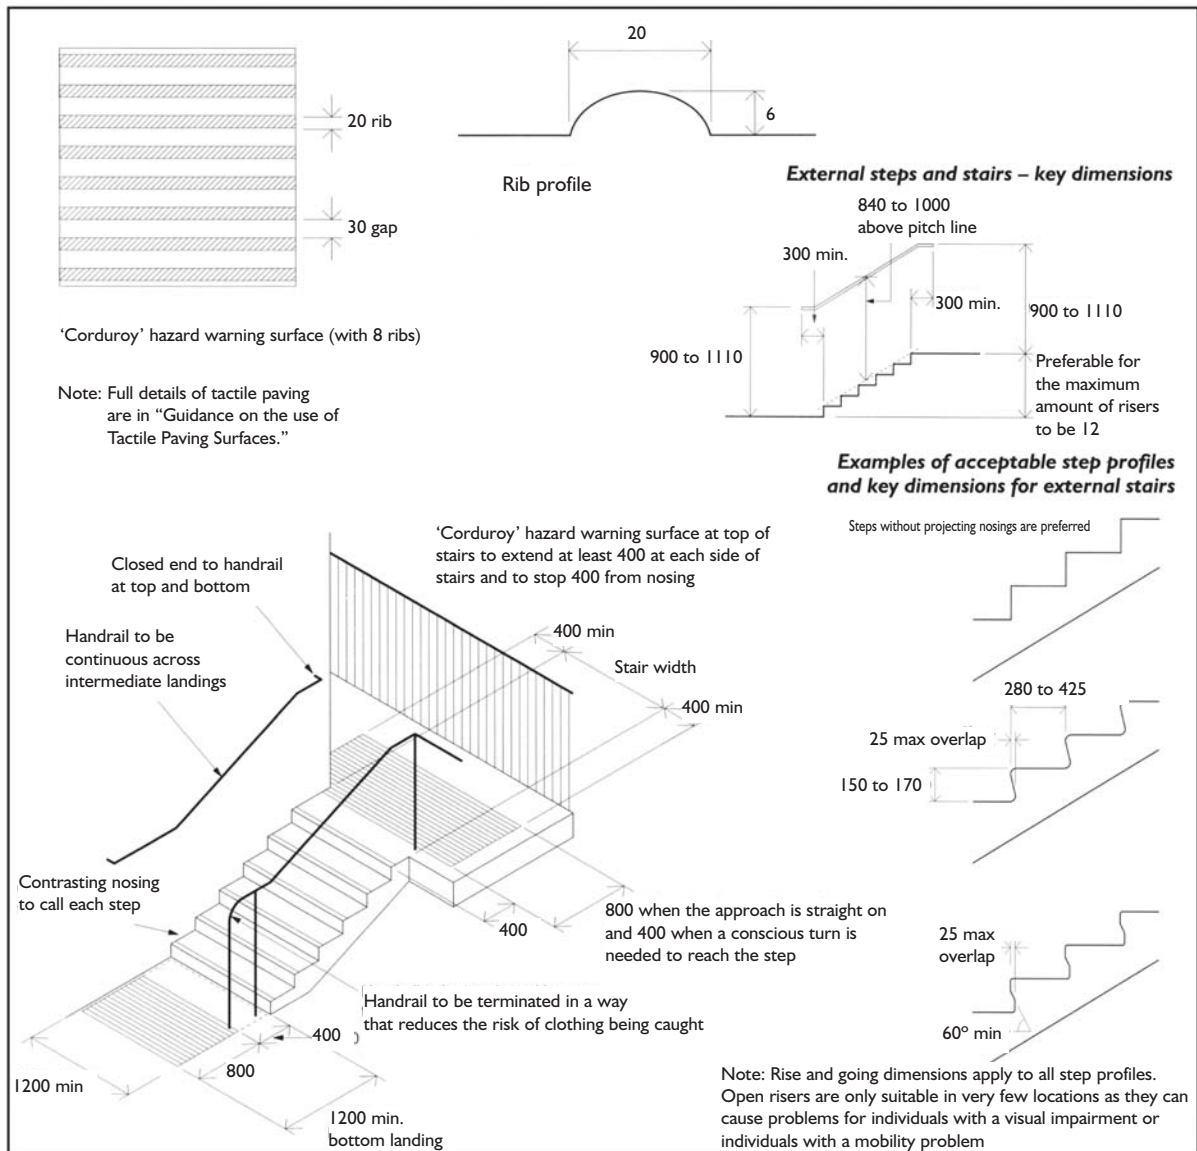 20
6
20 rib
Rib profile
30 gap
'Corduroy' hazard warning surface (with 8 ribs)
Note: Full details of tactile paving
are in “Guidance on the use of
Tactile Paving Surfaces.”
External steps and stairs – key dimensions
840 to 1000
above pitch line
300 min.
300 min.
900 to 1110
900 to 1110
Preferable for
the maximum
amount of risers
to be 12
Examples of acceptable step profiles
and key dimensions for external stairs
Steps without projecting nosings are preferred
'Corduroy' hazard warning surface at top of
stairs to extend at least 400 at each side of
stairs and to stop 400 from nosing
Closed end to handrail
at top and bottom
Handrail to be
continuous across
intermediate landings
400 min
Stair width
400 min
280 to 425
25 max overlap
150 to 170
Contrasting nosing
to call each step
400
800 when the approach is straight on
and 400 when a conscious turn is
needed to reach the step
Handrail to be terminated in a way
that reduces the risk of clothing being caught
400
800
1200 min
1200 min.
bottom landing
25 max
overlap
60º min
Note: Rise and going dimensions apply to all step profiles.
Open risers are only suitable in very few locations as they can
cause problems for individuals with a visual impairment or
individuals with a mobility problem